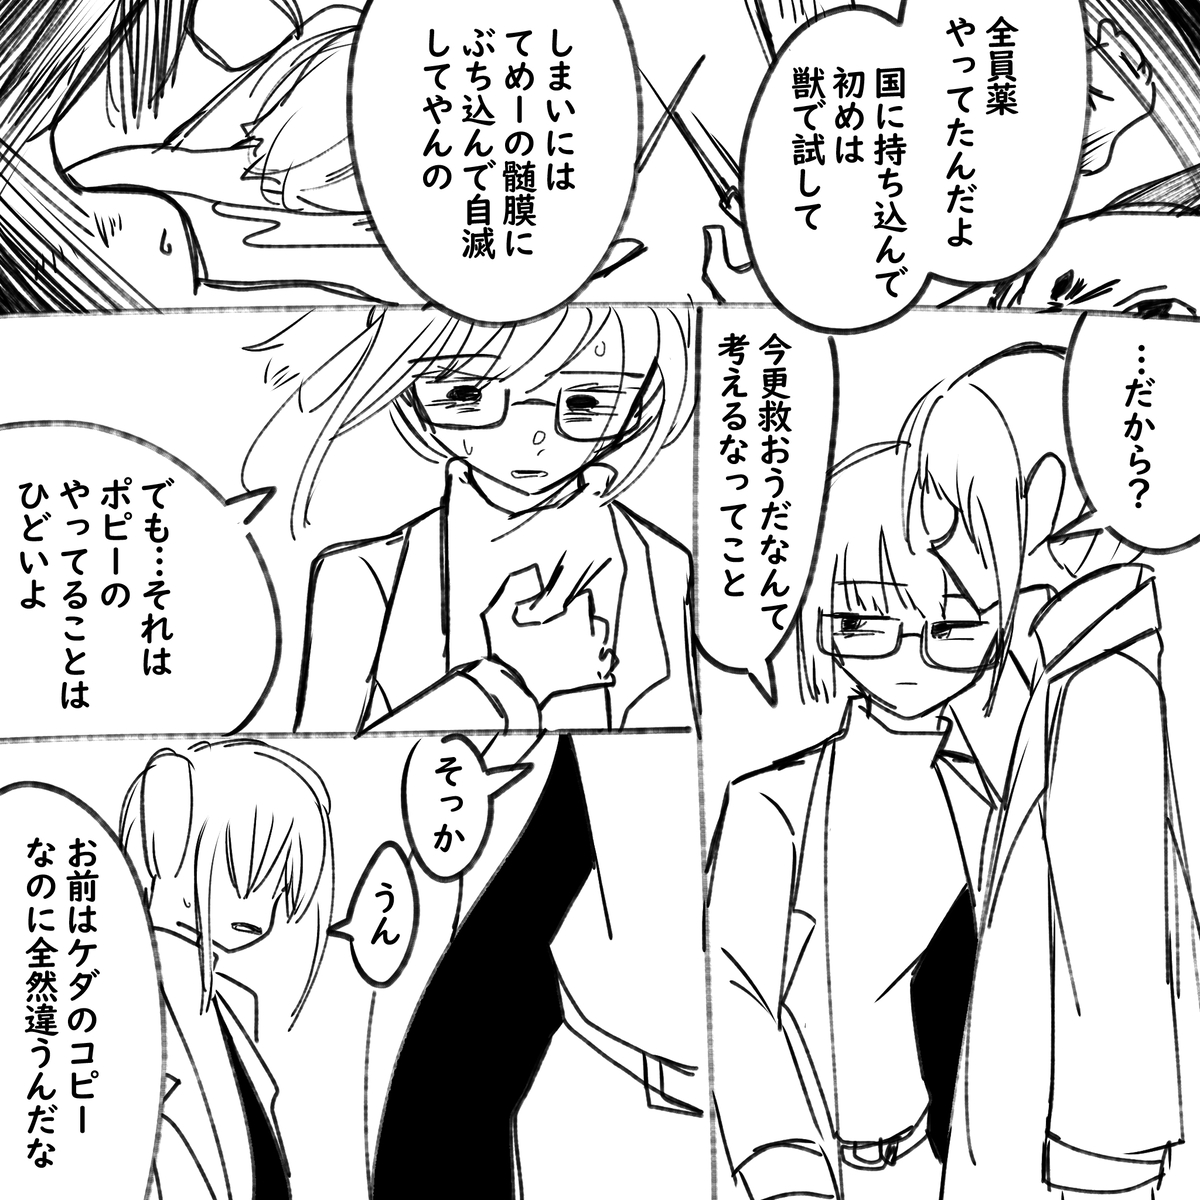 全員薬
やってたんだよ
国に持ち込んで
初めは
獣で試して
しまいには
てめーの髄膜に
ぶち込んで自滅
してやんの
…だから?
今更救おうだなんて
考えるなってこと
でも…それは
ポピーの
やってることは
ひどいよ
そっか
うん
お前はケダのコピー
なのに全然違うんだな